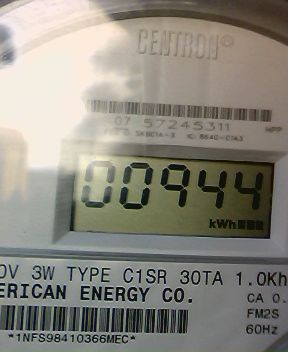 CENTRON®
07 57245311 HPP
00944
kWh
0V 3W TYPE C1SR 30TA 1.0Kh
ERICAN ENERGY CO. CA 0.
FM2S
60Hz
*1NFS98410366MEC*